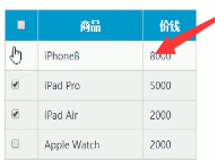 商品 价钱
iPhone8 8000
iPad Pro 5000
iPad Air 2000
Apple Watch 2000